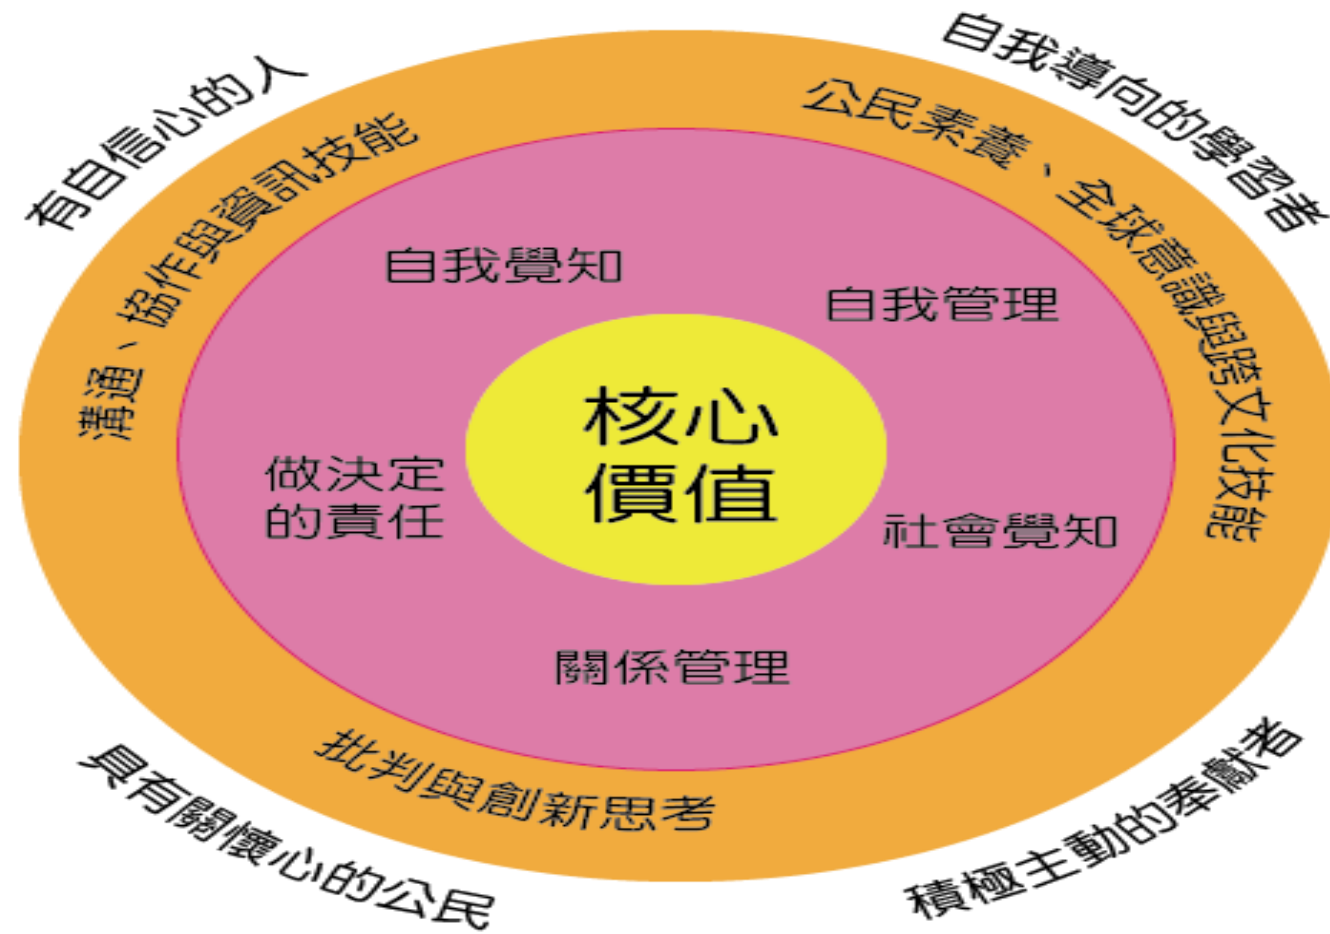 有自信心的人
自我導向的學習者
溝通、協作與資訊技能
公民素養、全球意識與跨文化技能
自我覺知
自我管理
核心
價值
做決定
的責任
社會覺知
關係管理
批判與創新思考
具有關懷心的公民
積極主動的奉獻者